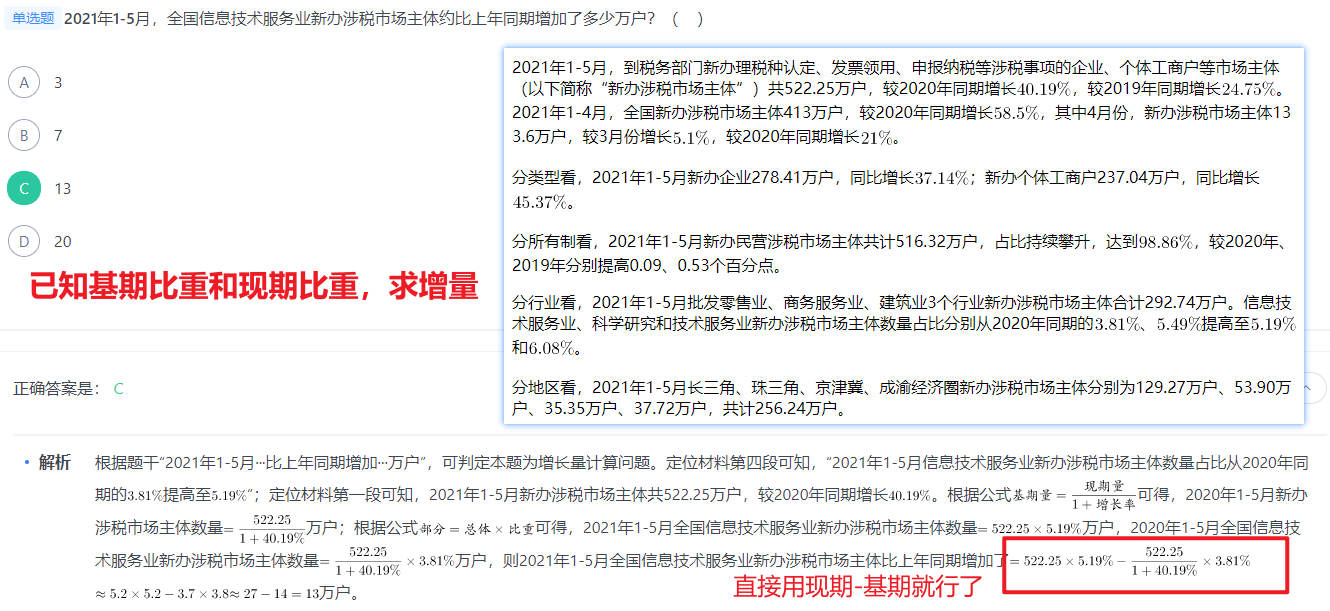 单选题 2021年1-5月，全国信息技术服务业新办涉税市场主体约比上年同期增加了多少万户？（ ）
A 3
B 7
C 13
D 20
已知基期比重和现期比重，求增量
2021年1-5月，到税务部门新办理税种认定、发票领用、申报纳税等涉税事项的企业、个体工商户等市场主体
（以下简称“新办涉税市场主体”）共522.25万户，较2020年同期增长40.19%，较2019年同期增长24.75%。
2021年1-4月，全国新办涉税市场主体413万户，较2020年同期增长58.5%，其中4月份，新办涉税市场主体13
3.6万户，较3月份增长5.1%，较2020年同期增长21%。
分类型看，2021年1-5月新办企业278.41万户，同比增长37.14%；新办个体工商户237.04万户，同比增长
45.37%。
分所有制看，2021年1-5月新办民营涉税市场主体共计516.32万户，占比持续攀升，达到98.86%，较2020年、
2019年分别提高0.09、0.53个百分点。
分行业看，2021年1-5月批发零售业、商务服务业、建筑业3个行业新办涉税市场主体合计292.74万户。信息技
术服务业、科学研究和技术服务业新办涉税市场主体数量占比分别从2020年同期的3.81%、5.49%提高至5.19%
和6.08%。
分地区看，2021年1-5月长三角、珠三角、京津冀、成渝经济圈新办涉税市场主体分别为129.27万户、53.90万
户、35.35万户、37.72万户，共计256.24万户。
正确答案是： C
解析 根据题干“2021年1-5月···比上年同期增加···万户”，可判定本题为增长量计算问题。定位材料第四段可知，“2021年1-5月信息技术服务业新办涉税市场主体数量占比从2020年同
期的3.81%提高至5.19%”；定位材料第一段可知，2021年1-5月新办涉税市场主体共522.25万户，较2020年同期增长40.19%。根据公式基期量=现期量/(1+增长率)可得，2020年1-5月新办
涉税市场主体数量=522.25/(1+40.19%)万户；根据公式部分=总体×比重可得，2021年1-5月全国信息技术服务业新办涉税市场主体数量=522.25×5.19%万户，2020年1-5月全国信息技
术服务业新办涉税市场主体数量=522.25/(1+40.19%)×3.81%万户，则2021年1-5月全国信息技术服务业新办涉税市场主体比上年同期增加了=522.25×5.19%−522.25/(1+40.19%)×3.81%
≈5.2×5.2−3.7×3.8≈27−14=13万户。
直接用现期-基期就行了